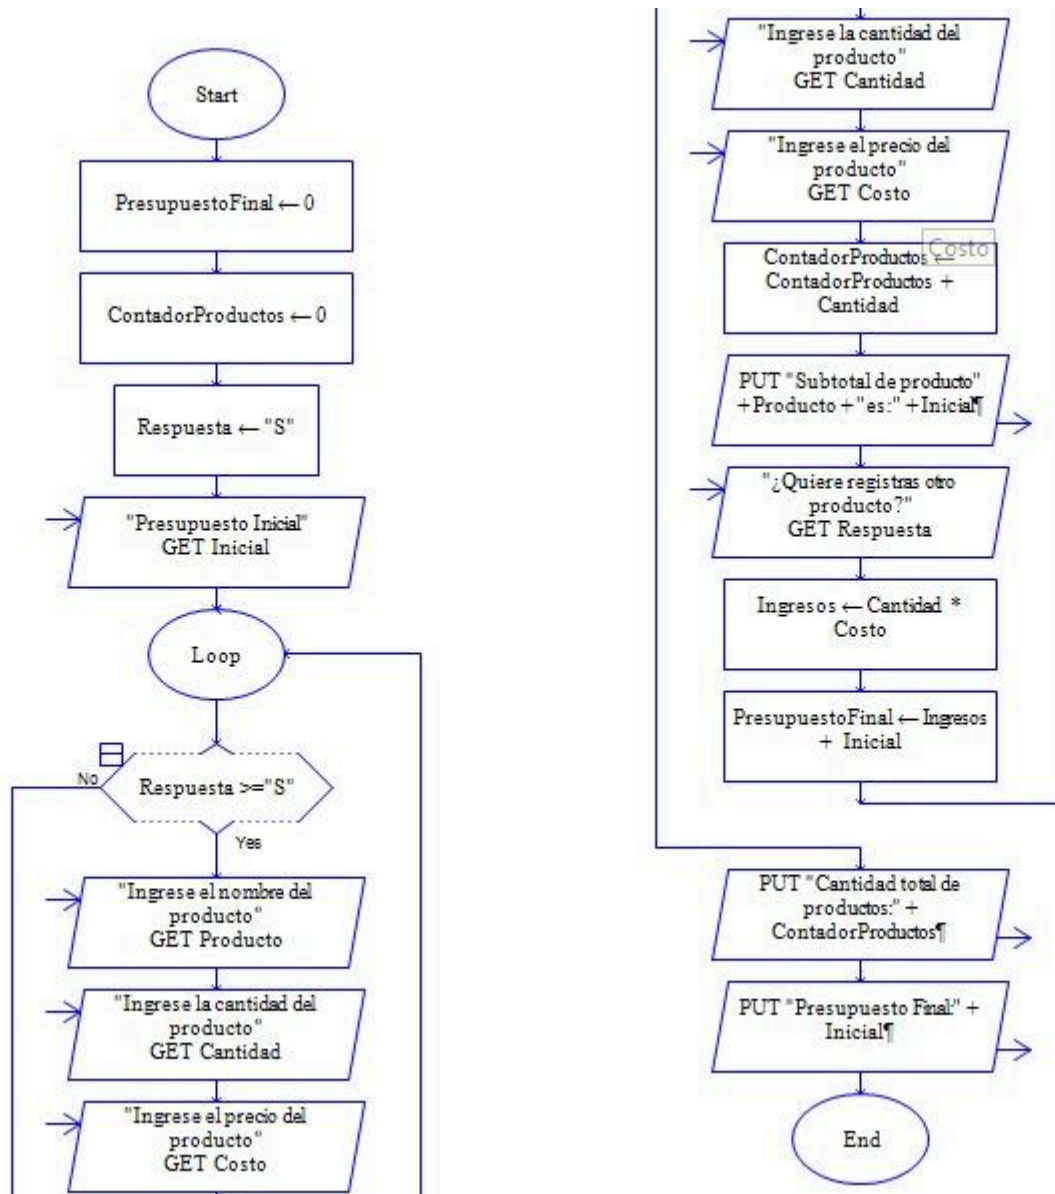 Start
PresupuestoFinal ← 0
ContadorProductos ← 0
Respuesta ← "S"
"Presupuesto Inicial"
GET Inicial
Loop
Respuesta >="S"
No
Yes
"Ingrese el nombre del
producto"
GET Producto
"Ingrese la cantidad del
producto"
GET Cantidad
"Ingrese el precio del
producto"
GET Costo
"Ingrese la cantidad del
producto"
GET Cantidad
"Ingrese el precio del
producto"
GET Costo
Costo
ContadorProductos ←
ContadorProductos +
Cantidad
PUT "Subtotal de producto"
+Producto+"es:" +Inicial¶
"¿Quiere registras otro
producto?"
GET Respuesta
Ingresos ← Cantidad *
Costo
PresupuestoFinal ← Ingresos
+ Inicial
PUT "Cantidad total de
productos:" +
ContadorProductos¶
PUT "Presupuesto Final:" +
Inicial¶
End